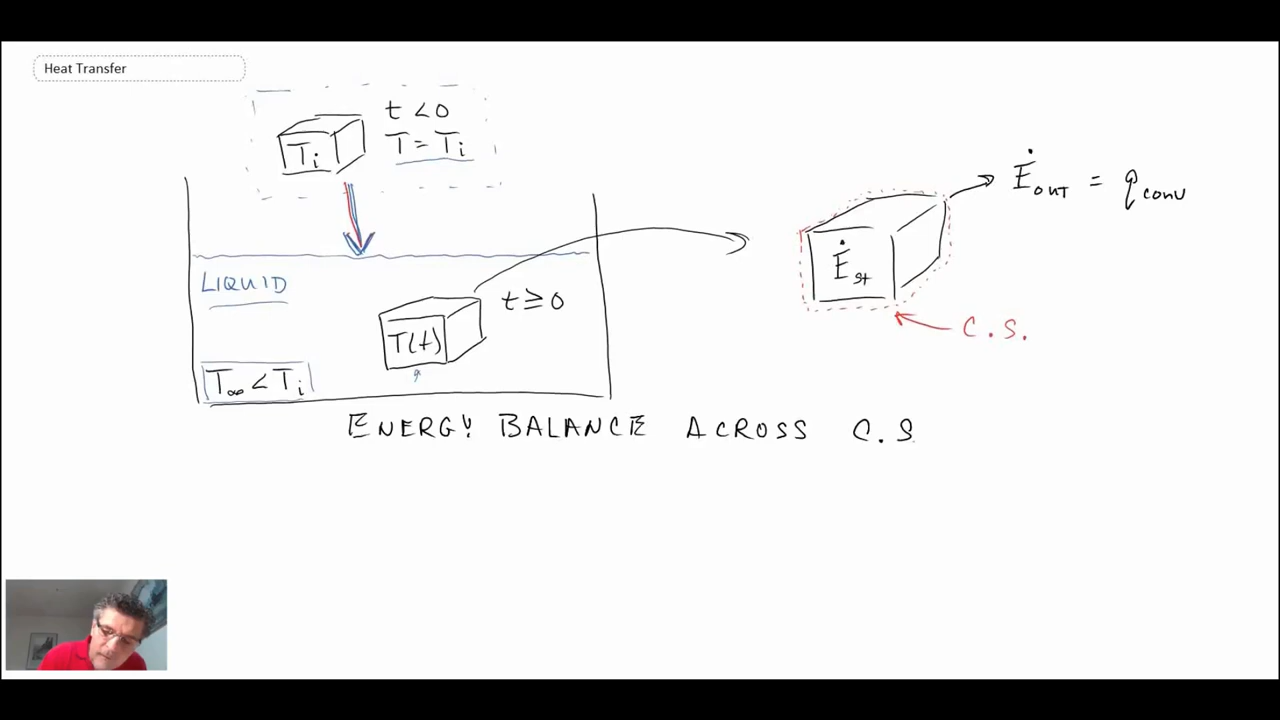 Heat Transfer
t < 0
T = Ti
Ti
Ėout = qconv
Ėst
LIQUID
t ≥ 0
T(t)
C.S.
T∞ < Ti
ENERGY BALANCE ACROSS C.S